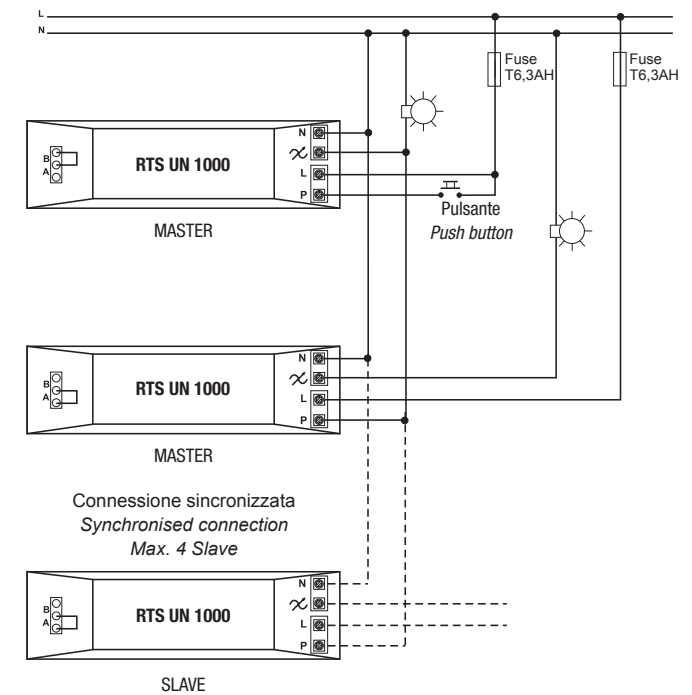 L
N
Fuse
T6,3AH
Fuse
T6,3AH
B
A
RTS UN 1000
N
L
P
MASTER
Pulsante
Push button
B
A
RTS UN 1000
N
L
P
MASTER
Connessione sincronizzata
Synchronised connection
Max. 4 Slave
B
A
RTS UN 1000
N
L
P
SLAVE